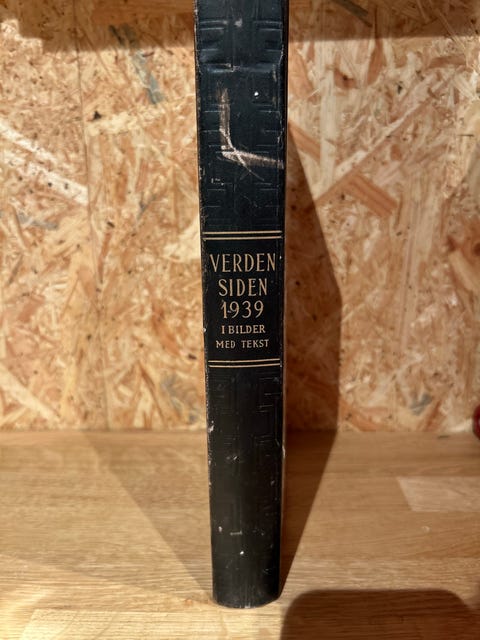 VERDEN
SIDEN
1939
I BILDER
MED TEKST